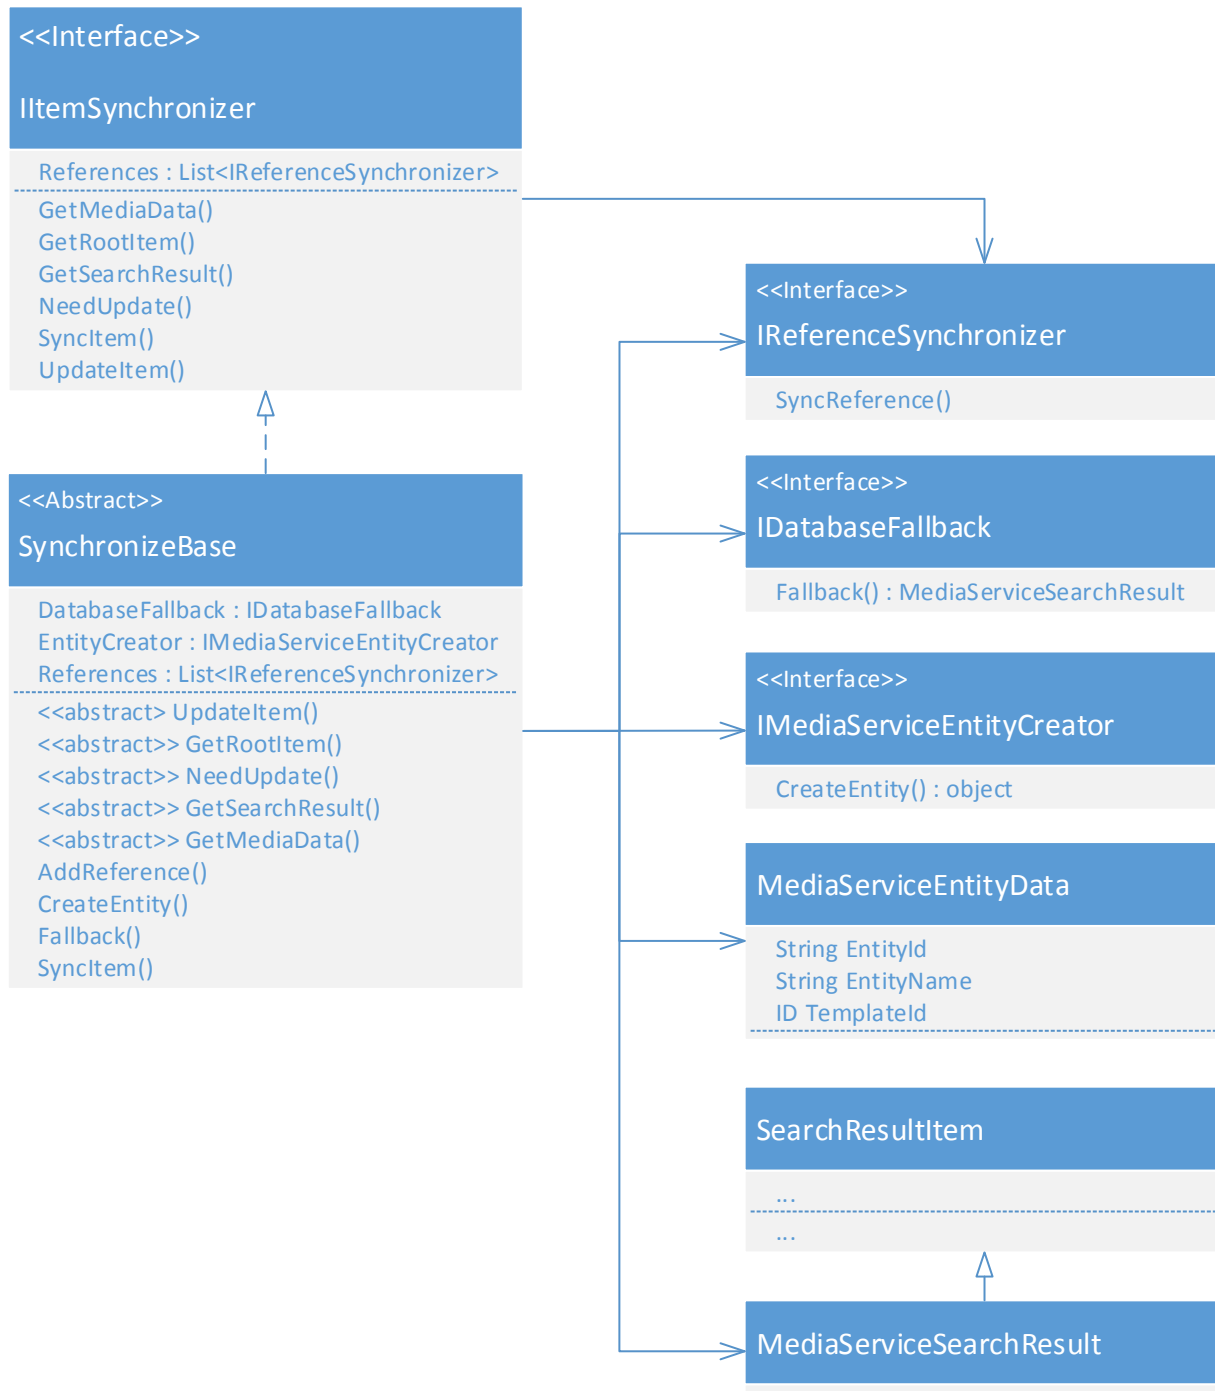 <<Interface>>
IItemSynchronizer
References : List<IReferenceSynchronizer>
GetMediaData()
GetRootItem()
GetSearchResult()
NeedUpdate()
SyncItem()
UpdateItem()
<<Abstract>>
SynchronizeBase
DatabaseFallback : IDatabaseFallback
EntityCreator : IMediaServiceEntityCreator
References : List<IReferenceSynchronizer>
<<abstract> UpdateItem()
<<abstract>> GetRootItem()
<<abstract>> NeedUpdate()
<<abstract>> GetSearchResult()
<<abstract>> GetMediaData()
AddReference()
CreateEntity()
Fallback()
SyncItem()
<<Interface>>
IReferenceSynchronizer
SyncReference()
<<Interface>>
IDatabaseFallback
Fallback() : MediaServiceSearchResult
<<Interface>>
IMediaServiceEntityCreator
CreateEntity() : object
MediaServiceEntityData
String EntityId
String EntityName
ID TemplateId
SearchResultItem
...
...
MediaServiceSearchResult